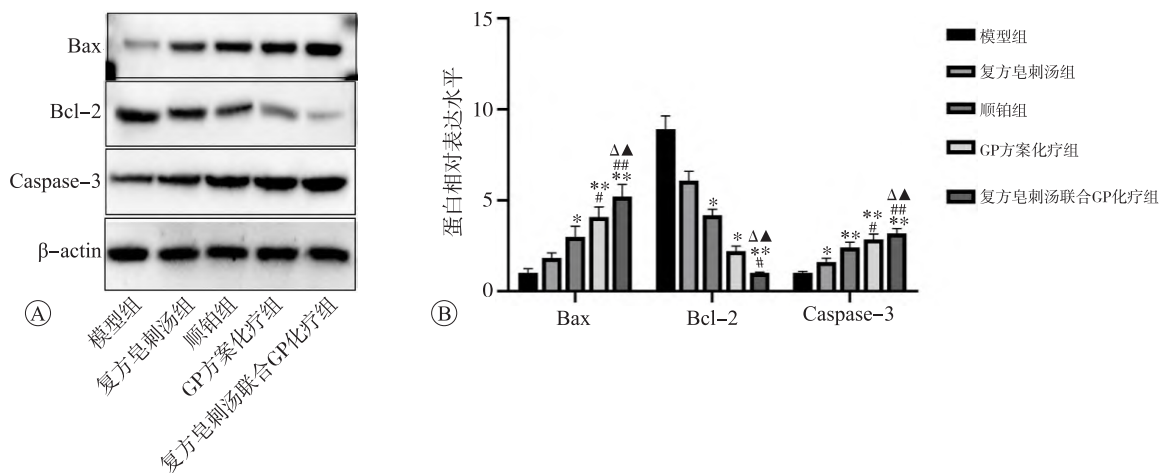 Bax
Bcl-2
Caspase-3
β-actin
A
模型组
复方皂刺汤组
顺铂组
GP方案化疗组
复方皂刺汤联合GP化疗组
蛋白相对表达水平
15
10
5
0
*
**
#
Δ▲
##
**
*
*
Δ▲
**
#
*
**
**
#
Δ▲
##
**
Bax
Bcl-2
Caspase-3
B
模型组
复方皂刺汤组
顺铂组
GP方案化疗组
复方皂刺汤联合GP化疗组